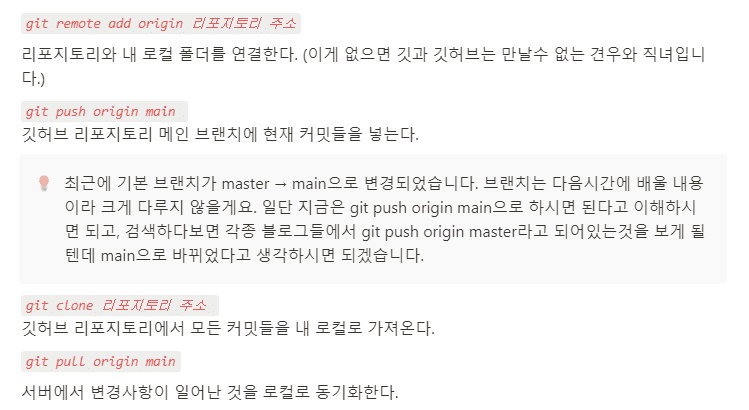 git remote add origin 리포지토리 주소
리포지토리와 내 로컬 폴더를 연결한다. (이게 없으면 깃과 깃허브는 만날수 없는 견우와 직녀입니
다.)
git push origin main
깃허브 리포지토리 메인 브랜치에 현재 커밋들을 넣는다.
최근에 기본 브랜치가 master → main으로 변경되었습니다. 브랜치는 다음시간에 배울 내용
이라 크게 다루지 않을게요. 일단 지금은 git push origin main으로 하시면 된다고 이해하시
면 되고, 검색하다보면 각종 블로그들에서 git push origin master라고 되어있는것을 보게 될
텐데 main으로 바뀌었다고 생각하시면 되겠습니다.
git clone 리포지토리 주소
깃허브 리포지토리에서 모든 커밋들을 내 로컬로 가져온다.
git pull origin main
서버에서 변경사항이 일어난 것을 로컬로 동기화한다.